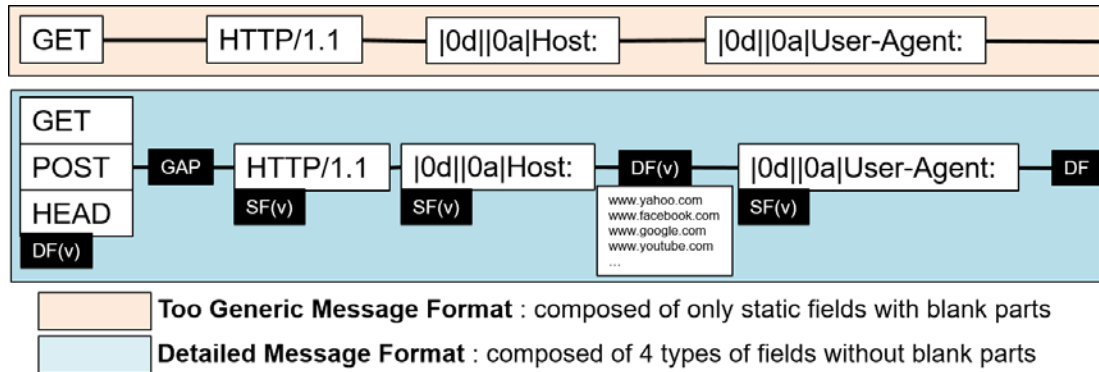 GET HTTP/1.1 |0d||0a|Host: |0d||0a|User-Agent:
GET
POST GAP HTTP/1.1 |0d||0a|Host: DF(v) |0d||0a|User-Agent: DF
HEAD SF(v) SF(v) SF(v)
DF(v)
www.yahoo.com
www.facebook.com
www.google.com
www.youtube.com
...
Too Generic Message Format : composed of only static fields with blank parts
Detailed Message Format : composed of 4 types of fields without blank parts